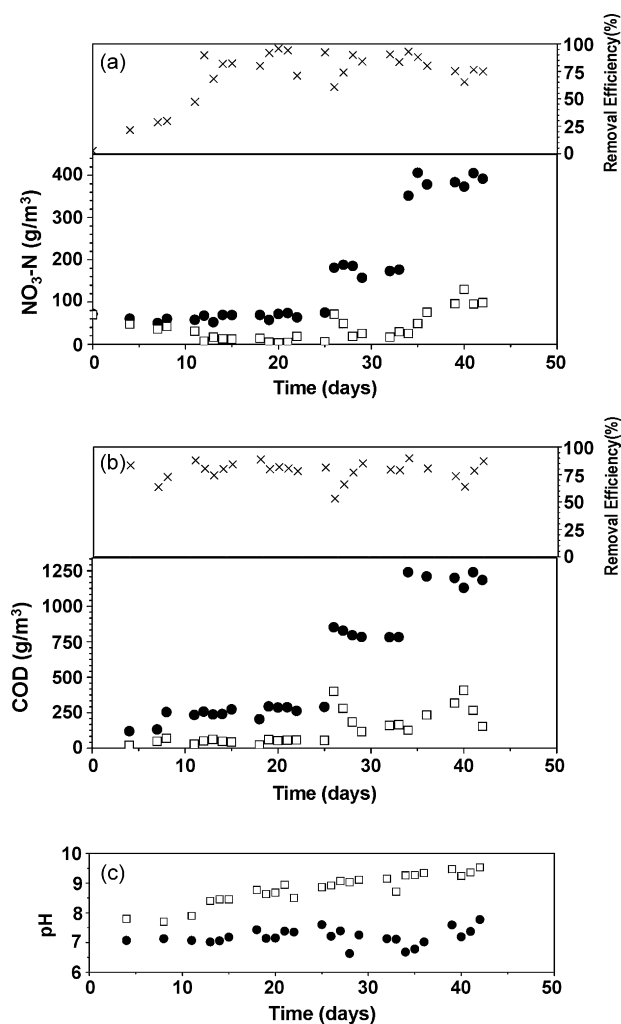 (a)
100
75
50
25
0
Removal Efficiency(%)
400
300
200
100
0
NO3-N (g/m³)
0 10 20 30 40 50
Time (days)
(b)
100
75
50
25
0
Removal Efficiency(%)
1250
1000
750
500
250
0
COD (g/m³)
0 10 20 30 40 50
Time (days)
(c)
10
9
8
7
6
pH
0 10 20 30 40 50
Time (days)